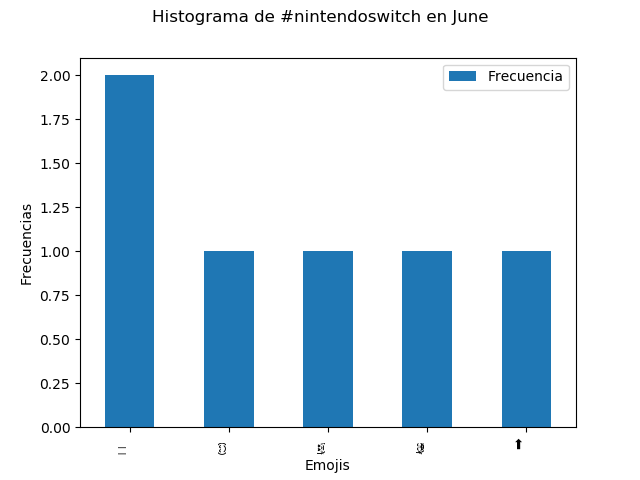 Histograma de #nintendoswitch en June
Frecuencia
2.00
1.75
1.50
1.25
1.00
0.75
0.50
0.25
0.00
Frecuencias
⬆
Emojis